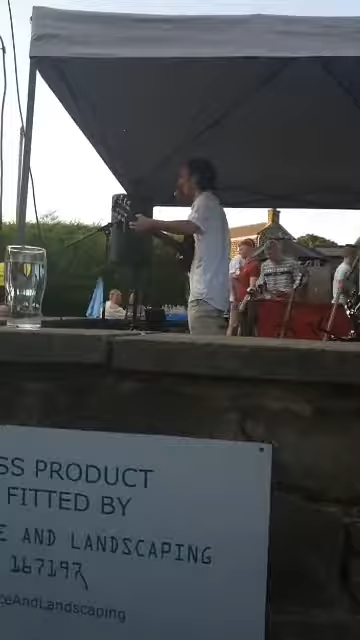 SS PRODUCT
FITTED BY
E AND LANDSCAPING
167197
eAndLandscaping